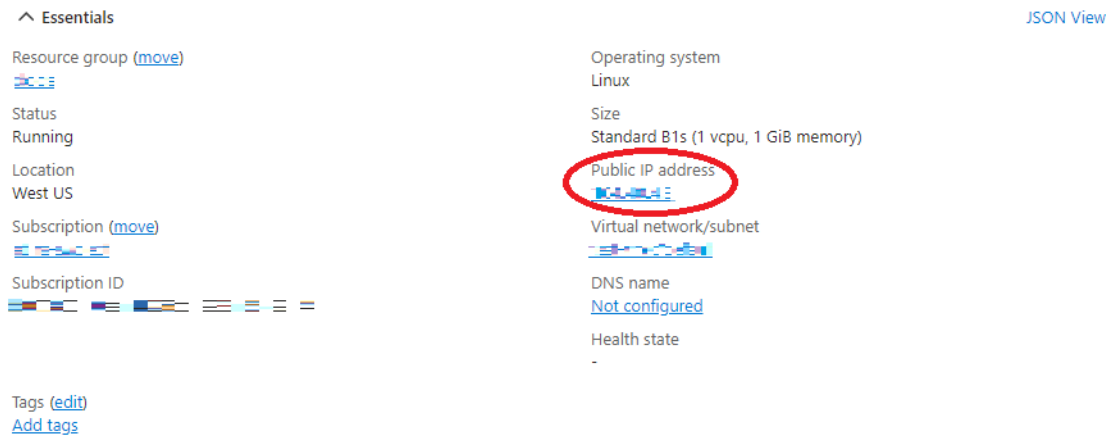 Essentials
JSON View
Resource group (move)
Status
Running
Location
West US
Subscription (move)
Subscription ID
Operating system
Linux
Size
Standard B1s (1 vcpu, 1 GiB memory)
Public IP address
Virtual network/subnet
DNS name
Not configured
Health state
-
Tags (edit)
Add tags